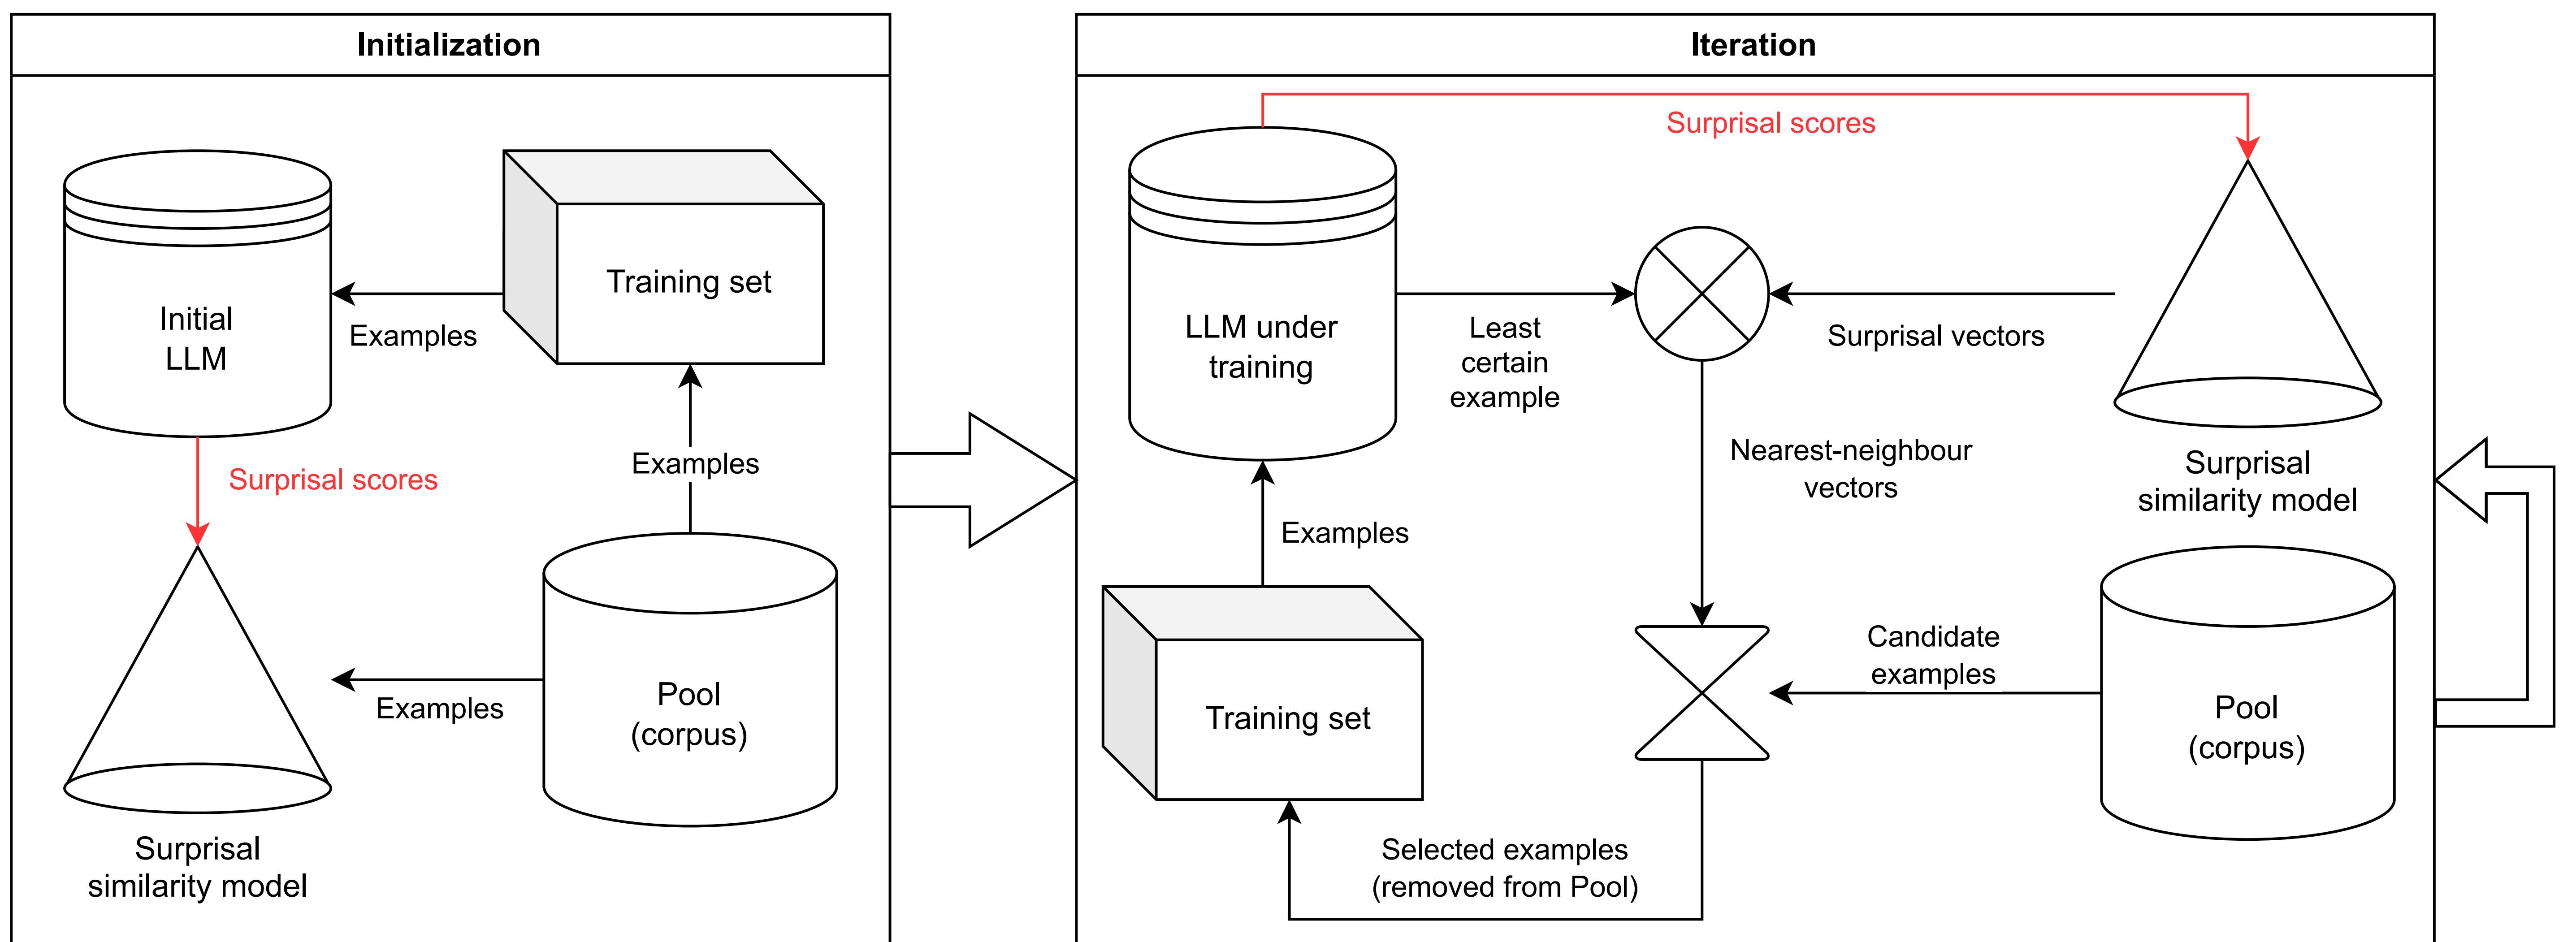 Initialization
Training set
Initial
LLM
Examples
Examples
Surprisal scores
Examples
Pool
(corpus)
Surprisal
similarity model
Iteration
Surprisal scores
LLM under
training
Least
certain
example
Surprisal vectors
Nearest-neighbour
vectors
Surprisal
similarity model
Examples
Training set
Candidate
examples
Pool
(corpus)
Selected examples
(removed from Pool)